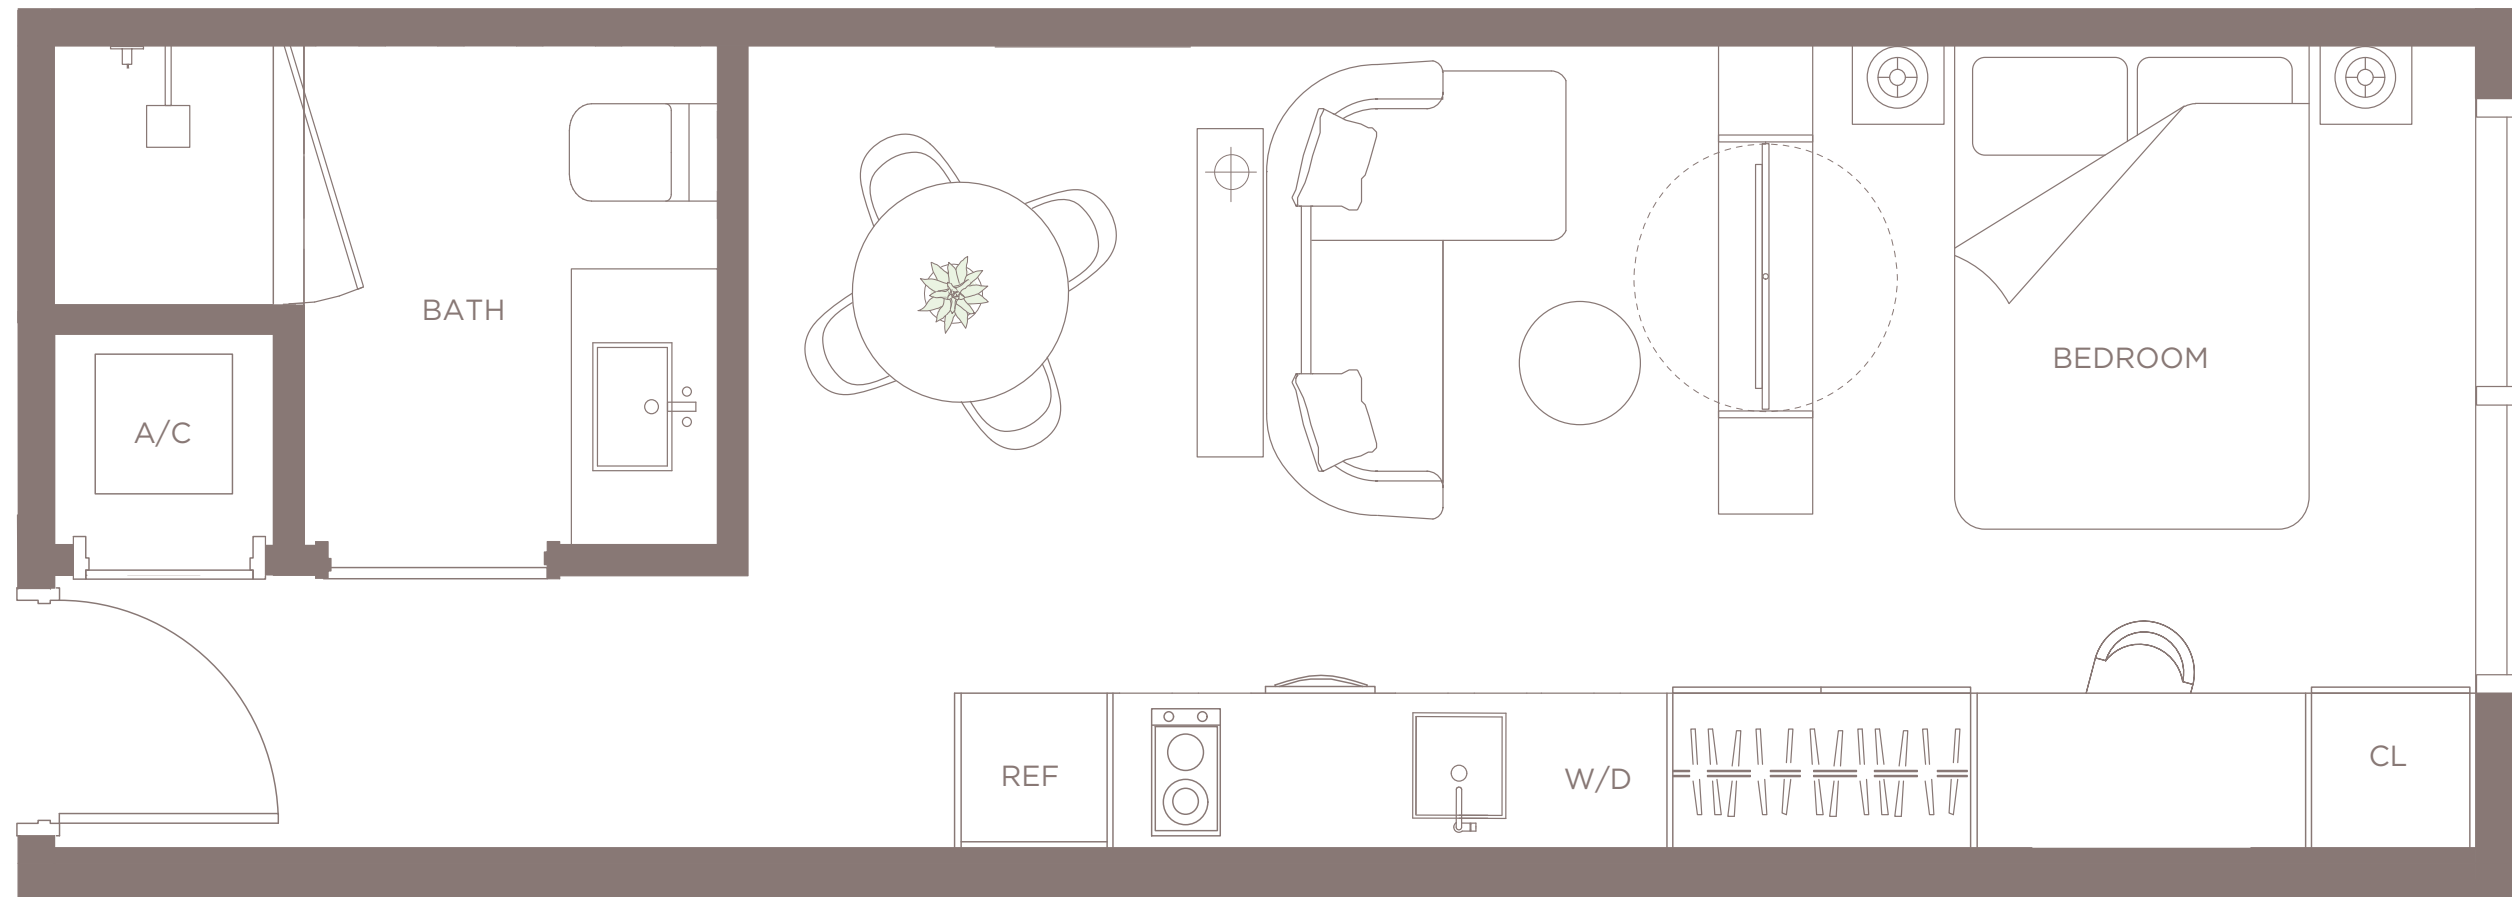 BATH
BEDROOM
A/C
REF
W/D
CL